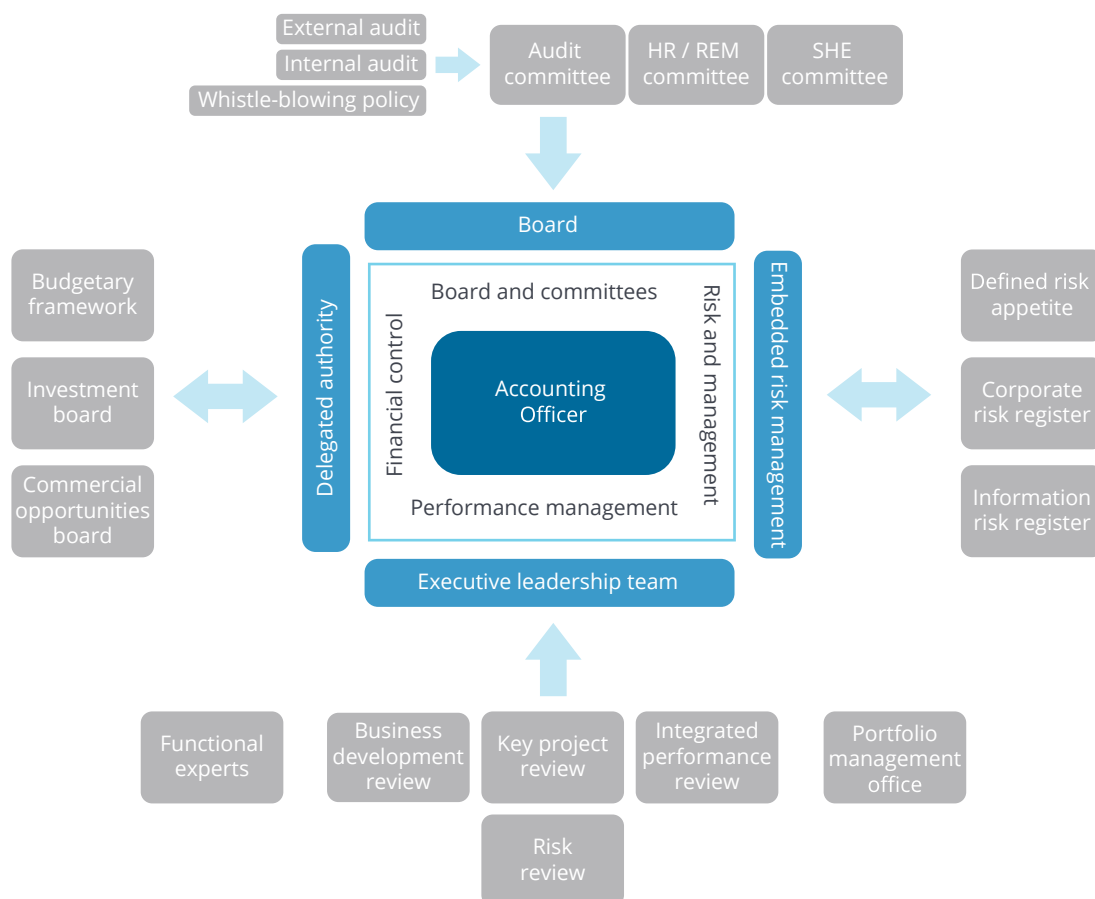 External audit
Internal audit
Whistle-blowing policy
Audit
committee
HR / REM
committee
SHE
committee
Board
Budgetary
framework
Investment
board
Commercial
opportunities
board
Delegated authority
Financial control
Board and committees
Accounting
Officer
Performance management
Risk and management
Embedded risk management
Defined risk
appetite
Corporate
risk register
Information
risk register
Executive leadership team
Functional
experts
Business
development
review
Key project
review
Integrated
performance
review
Portfolio
management
office
Risk
review